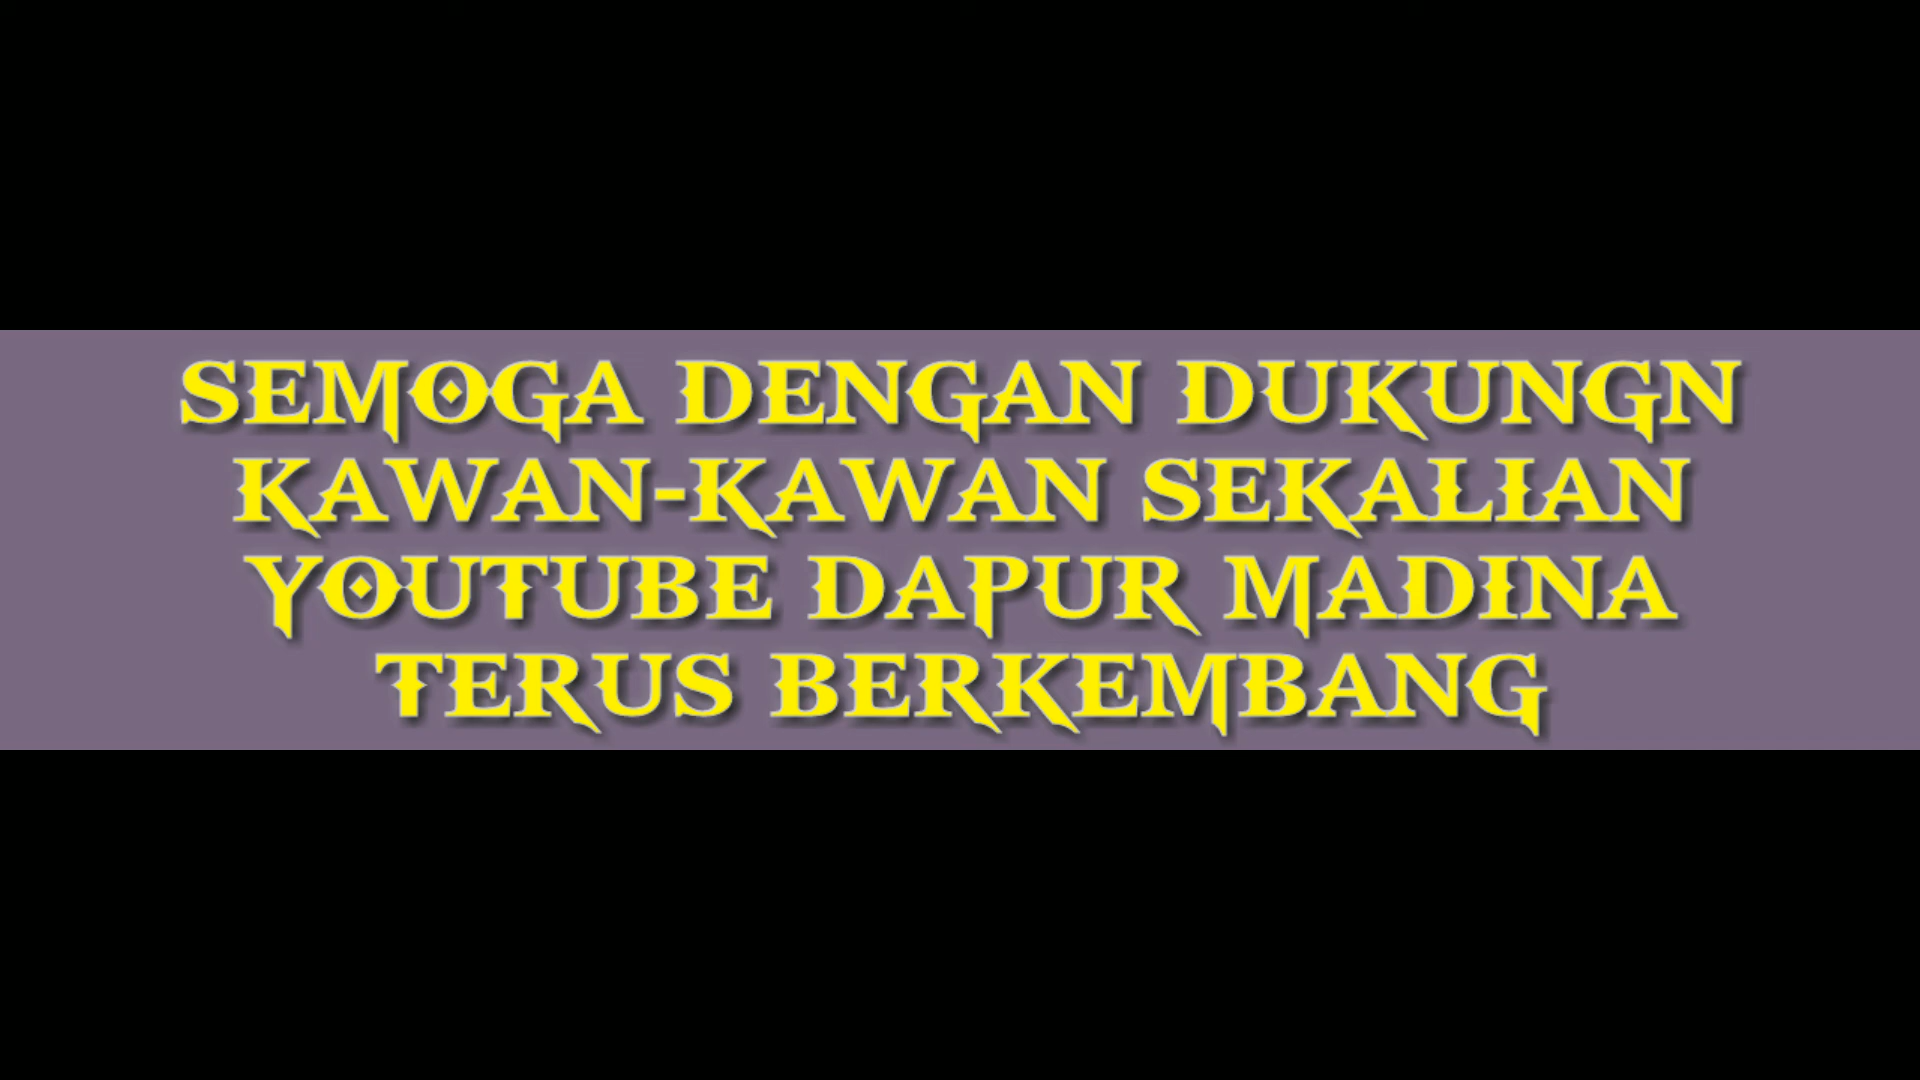 SEMOGA DENGAN DUKUNGN
KAWAN-KAWAN SEKALIAN
YOUTUBE DAPUR MADINA
TERUS BERKEMBANG